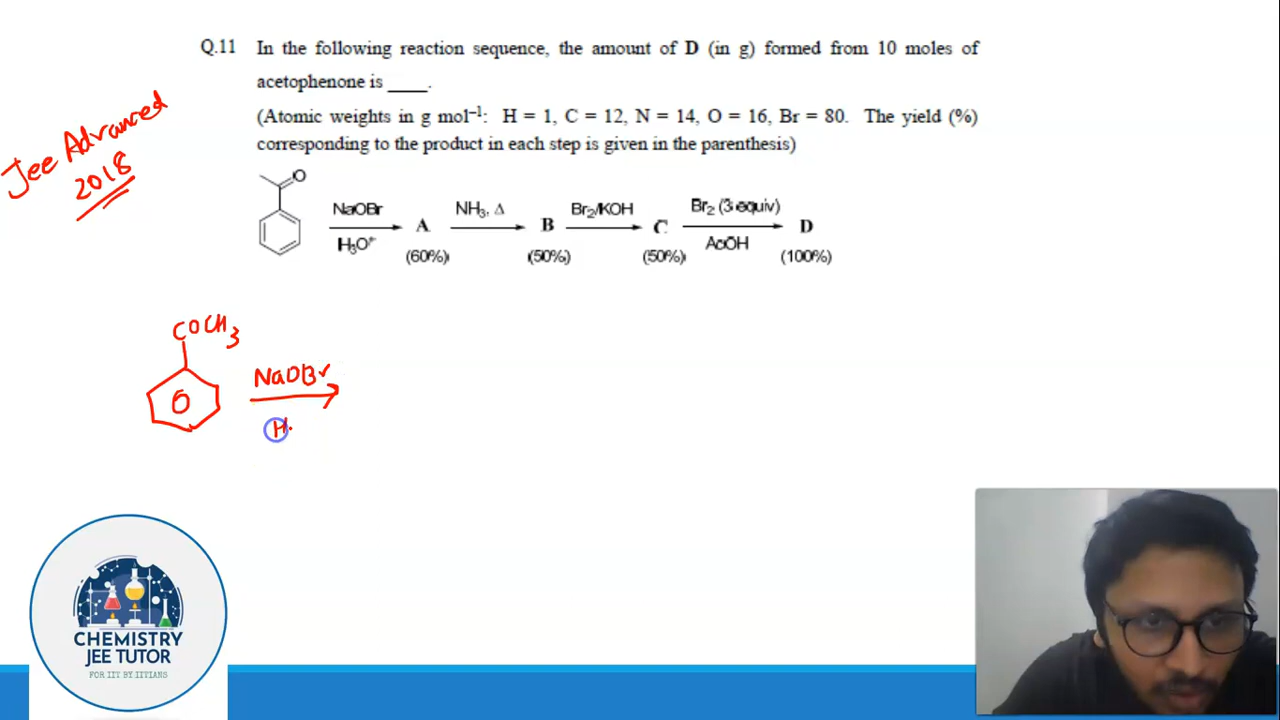 Q.11 In the following reaction sequence, the amount of D (in g) formed from 10 moles of
acetophenone is ____.
(Atomic weights in g mol⁻¹: H = 1, C = 12, N = 14, O = 16, Br = 80. The yield (%)
corresponding to the product in each step is given in the parenthesis)
Jee Advanced
2018
O
NaOBr
H₃O⁺
A
(60%)
NH₃, Δ
B
(50%)
Br₂/KOH
C
(50%)
Br₂ (3 equiv)
AcOH
D
(100%)
COCH₃
NaOBr
H
CHEMISTRY
JEE TUTOR
FOR IIT BY IITIANS